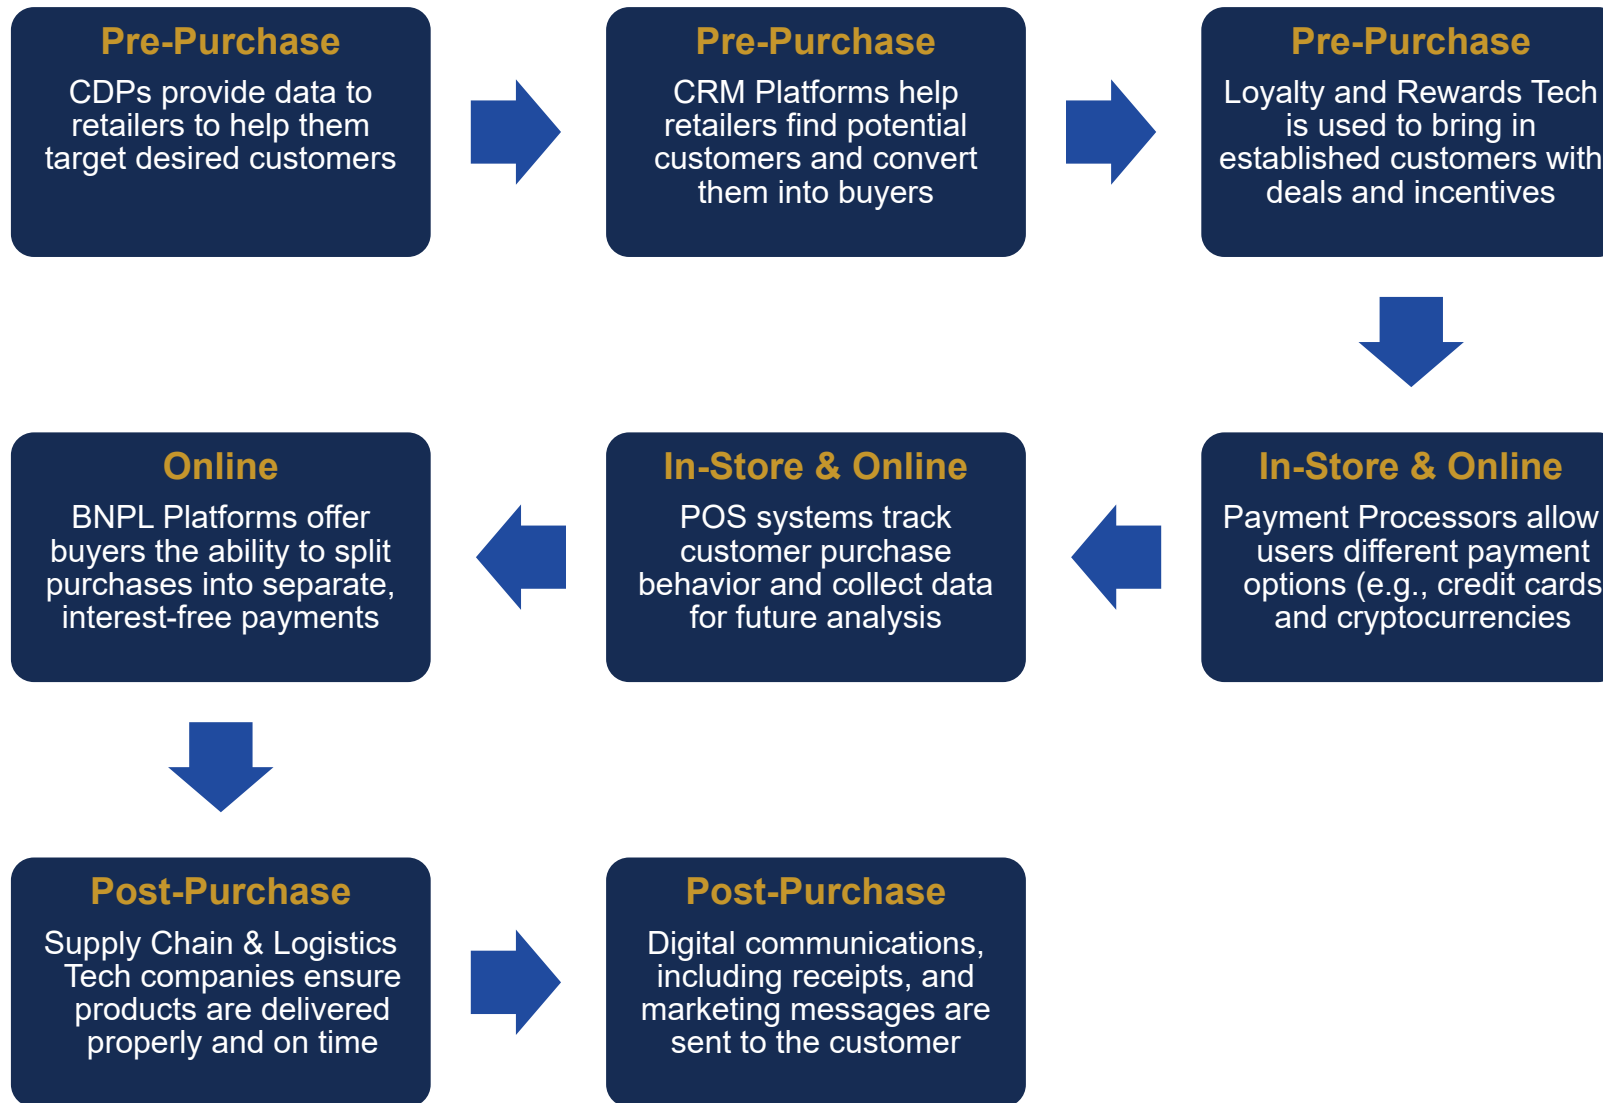 Pre-Purchase
CDPs provide data to
retailers to help them
target desired customers
Pre-Purchase
CRM Platforms help
retailers find potential
customers and convert
them into buyers
Pre-Purchase
Loyalty and Rewards Tech
is used to bring in
established customers with
deals and incentives
In-Store & Online
Payment Processors allow
users different payment
options (e.g., credit cards
and cryptocurrencies
In-Store & Online
POS systems track
customer purchase
behavior and collect data
for future analysis
Online
BNPL Platforms offer
buyers the ability to split
purchases into separate,
interest-free payments
Post-Purchase
Supply Chain & Logistics
Tech companies ensure
products are delivered
properly and on time
Post-Purchase
Digital communications,
including receipts, and
marketing messages are
sent to the customer